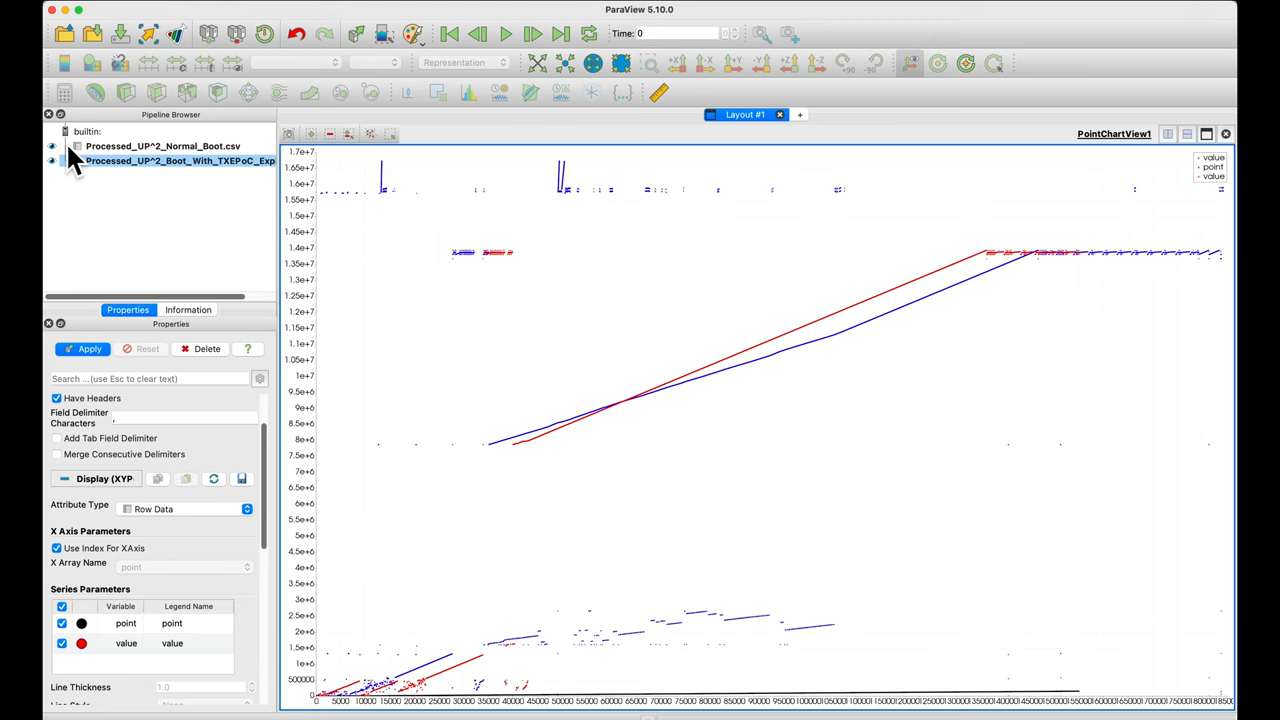 ParaView 5.10.0
Time: 0
0
Representation
+X
-X
+Y
-Y
+Z
-Z
+90
-90
Pipeline Browser
builtin:
Processed_UP^2_Normal_Boot.csv
Processed_UP^2_Boot_With_TXEPoC_Exp
Properties
Information
Properties
Apply
Reset
Delete
?
Search ...(use Esc to clear text)
Have Headers
Field Delimiter
Characters
,
Add Tab Field Delimiter
Merge Consecutive Delimiters
Display (XYP
Attribute Type
Row Data
X Axis Parameters
Use Index For XAxis
X Array Name
point
Series Parameters
Variable
Legend Name
point
point
value
value
Line Thickness
1.0
Layout #1
+
PointChartView1
value
point
value
1.7e+7
1.65e+7
1.6e+7
1.55e+7
1.5e+7
1.45e+7
1.4e+7
1.35e+7
1.3e+7
1.25e+7
1.2e+7
1.15e+7
1.1e+7
1.05e+7
1e+7
9.5e+6
9e+6
8.5e+6
8e+6
7.5e+6
7e+6
6.5e+6
6e+6
5.5e+6
5e+6
4.5e+6
4e+6
3.5e+6
3e+6
2.5e+6
2e+6
1.5e+6
1e+6
500000
0
0 5000 10000 15000 20000 25000 30000 35000 40000 45000 50000 55000 60000 65000 70000 75000 80000 85000 90000 95000